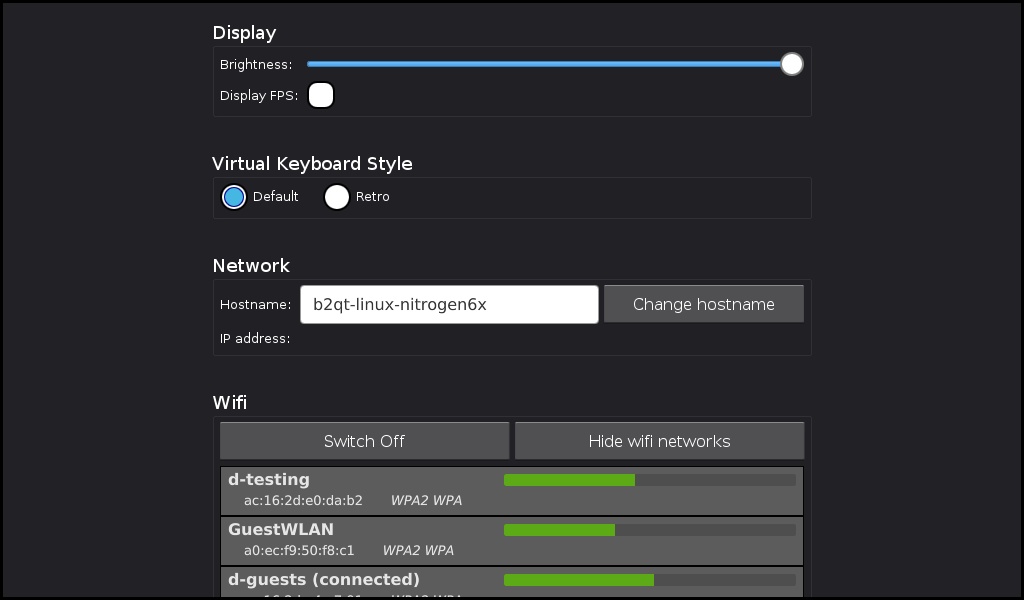 Display
Brightness:
Display FPS:
Virtual Keyboard Style
Default Retro
Network
Hostname: b2qt-linux-nitrogen6x Change hostname
IP address:
Wifi
Switch Off Hide wifi networks
d-testing
ac:16:2d:e0:da:b2 WPA2 WPA
GuestWLAN
a0:ec:f9:50:f8:c1 WPA2 WPA
d-guests (connected)